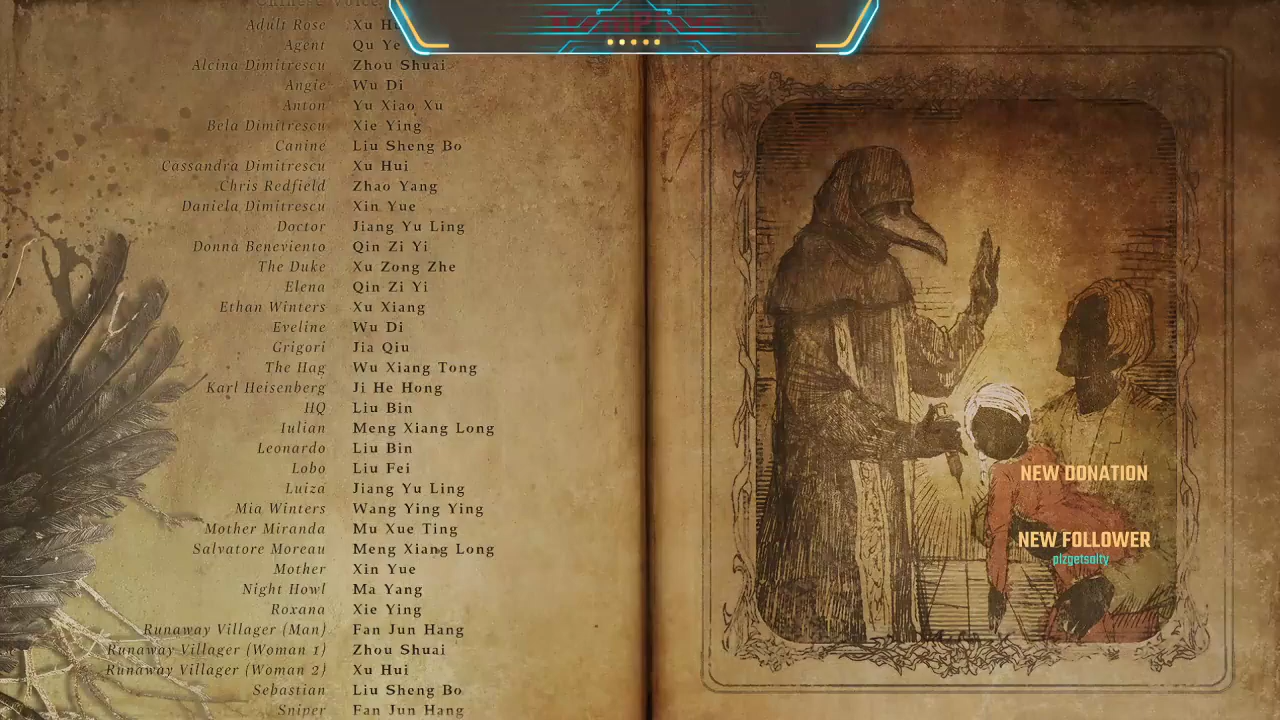 Chinese Voice
Adult Rose Xu
Agent Qu Ye
Alcina Dimitrescu Zhou Shuai
Angie Wu Di
Anton Yu Xiao Xu
Bela Dimitrescu Xie Ying
Canine Liu Sheng Bo
Cassandra Dimitrescu Xu Hui
Chris Redfield Zhao Yang
Daniela Dimitrescu Xin Yue
Doctor Jiang Yu Ling
Donna Beneviento Qin Zi Yi
The Duke Xu Zong Zhe
Elena Qin Zi Yi
Ethan Winters Xu Xiang
Eveline Wu Di
Grigori Jia Qiu
The Hag Wu Xiang Tong
Karl Heisenberg Ji He Hong
HQ Liu Bin
Iulian Meng Xiang Long
Leonardo Liu Bin
Lobo Liu Fei
Luiza Jiang Yu Ling
Mia Winters Wang Ying Ying
Mother Miranda Mu Xue Ting
Salvatore Moreau Meng Xiang Long
Mother Xin Yue
Night Howl Ma Yang
Roxana Xie Ying
Runaway Villager (Man) Fan Jun Hang
Runaway Villager (Woman 1) Zhou Shuai
Runaway Villager (Woman 2) Xu Hui
Sebastian Liu Sheng Bo
Sniper Fan Jun Hang
NEW DONATION
NEW FOLLOWER
plzgetsalty